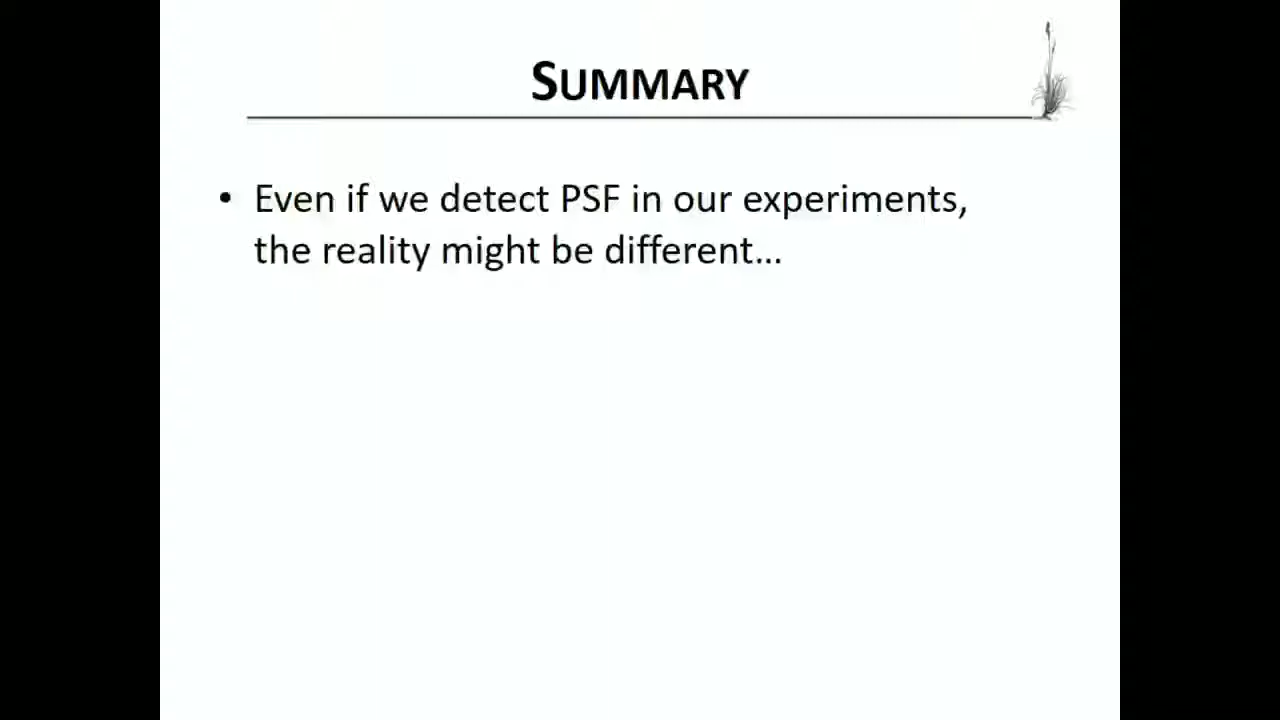 SUMMARY
• Even if we detect PSF in our experiments,
the reality might be different…